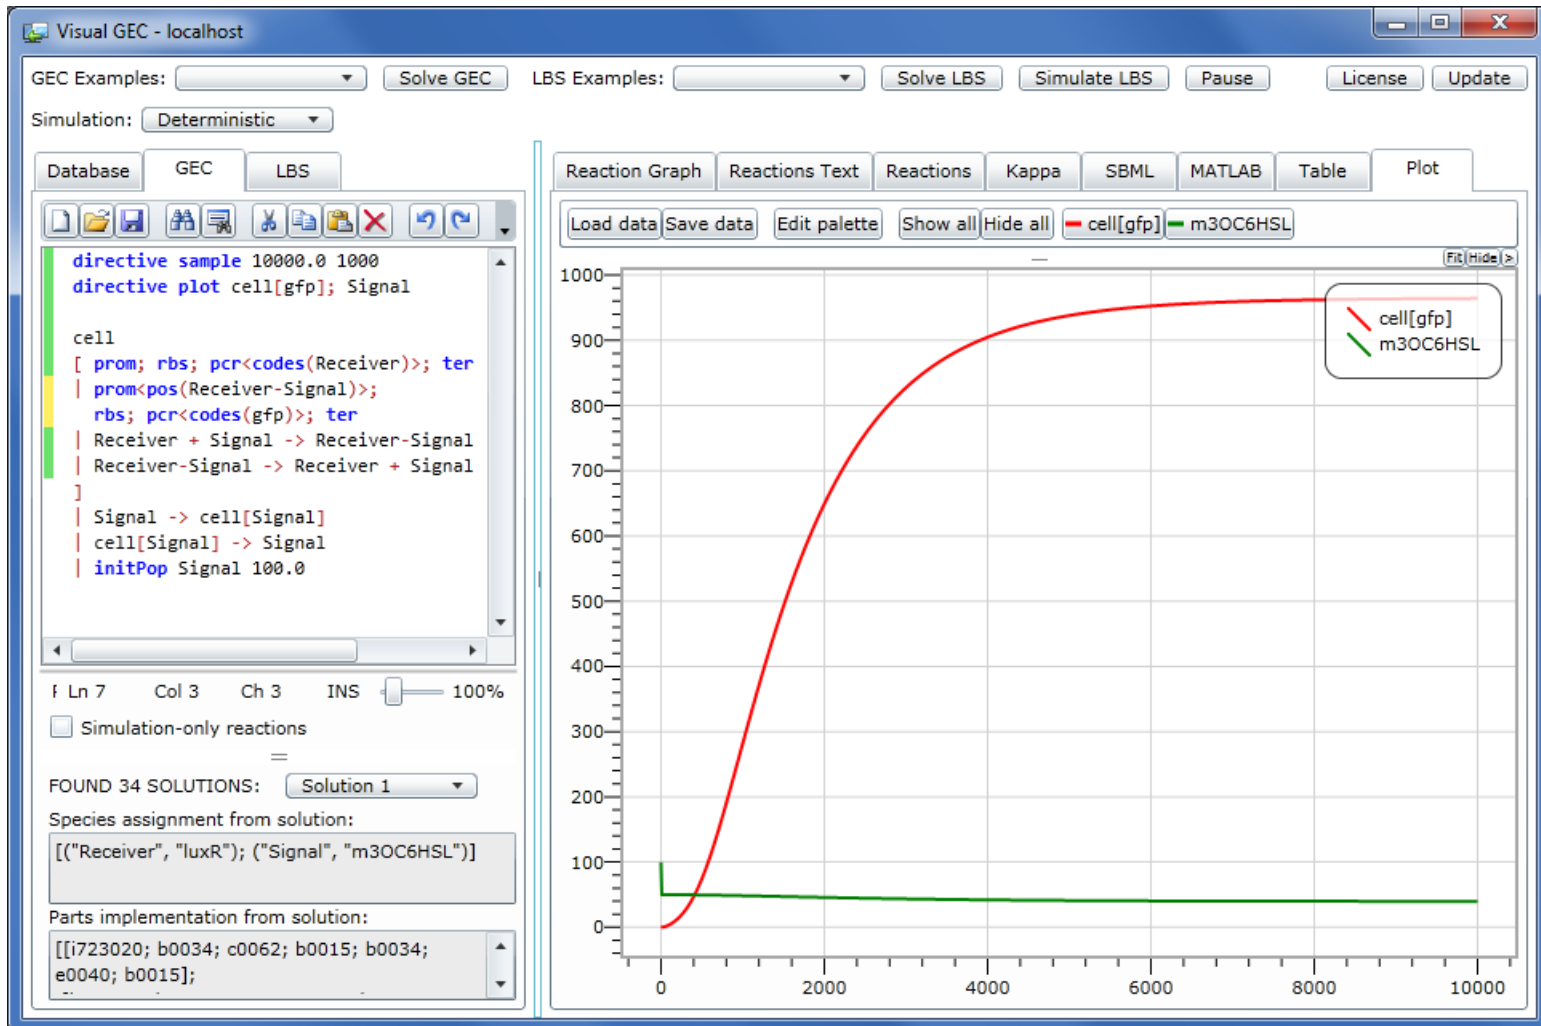 Visual GEC - localhost
GEC Examples: Solve GEC LBS Examples: Solve LBS Simulate LBS Pause License Update
Simulation: Deterministic
Database GEC LBS
directive sample 10000.0 1000
directive plot cell[gfp]; Signal
cell
[ prom; rbs; pcr<codes(Receiver)>; ter
| prom<pos(Receiver-Signal)>;
rbs; pcr<codes(gfp)>; ter
| Receiver + Signal -> Receiver-Signal
| Receiver-Signal -> Receiver + Signal
]
| Signal -> cell[Signal]
| cell[Signal] -> Signal
| initPop Signal 100.0
Ln 7 Col 3 Ch 3 INS 100%
Simulation-only reactions
FOUND 34 SOLUTIONS: Solution 1
Species assignment from solution:
[("Receiver", "luxR"); ("Signal", "m3OC6HSL")]
Parts implementation from solution:
[[i723020; b0034; c0062; b0015; b0034;
e0040; b0015];
Reaction Graph Reactions Text Reactions Kappa SBML MATLAB Table Plot
Load data Save data Edit palette Show all Hide all cell[gfp] m3OC6HSL
Fit Hide >
1000
900
800
700
600
500
400
300
200
100
0
cell[gfp]
m3OC6HSL
0 2000 4000 6000 8000 10000